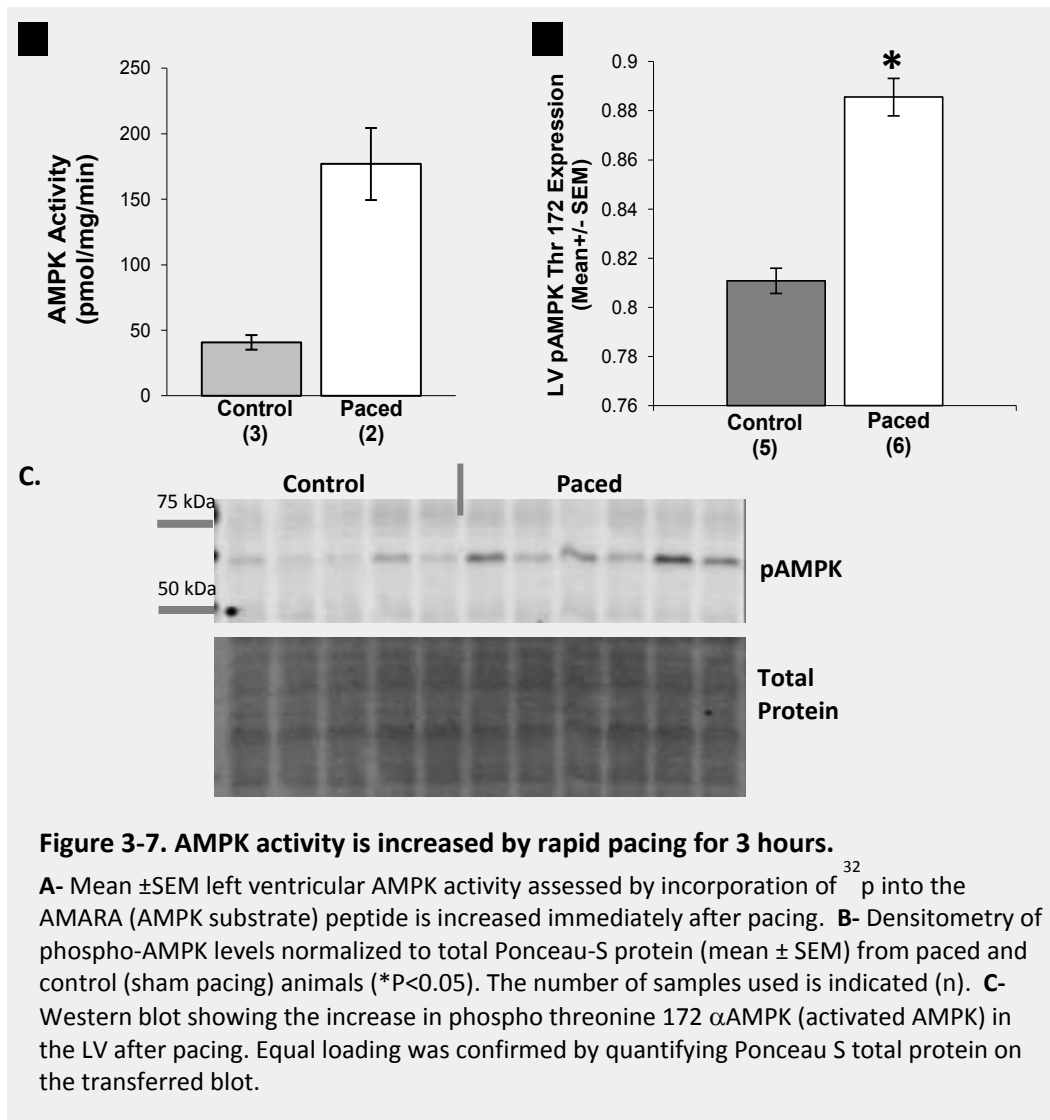 250
200
150
100
50
0
AMPK Activity
(pmol/mg/min)
Control
(3)
Paced
(2)
0.9
0.88
0.86
0.84
0.82
0.8
0.78
0.76
LV pAMPK Thr 172 Expression
(Mean+/- SEM)
*
Control
(5)
Paced
(6)
C.
Control
Paced
75 kDa
50 kDa
pAMPK
Total
Protein
Figure 3-7. AMPK activity is increased by rapid pacing for 3 hours.
A- Mean ±SEM left ventricular AMPK activity assessed by incorporation of ³²p into the
AMARA (AMPK substrate) peptide is increased immediately after pacing. B- Densitometry of
phospho-AMPK levels normalized to total Ponceau-S protein (mean ± SEM) from paced and
control (sham pacing) animals (*P<0.05). The number of samples used is indicated (n). C-
Western blot showing the increase in phospho threonine 172 αAMPK (activated AMPK) in
the LV after pacing. Equal loading was confirmed by quantifying Ponceau S total protein on
the transferred blot.